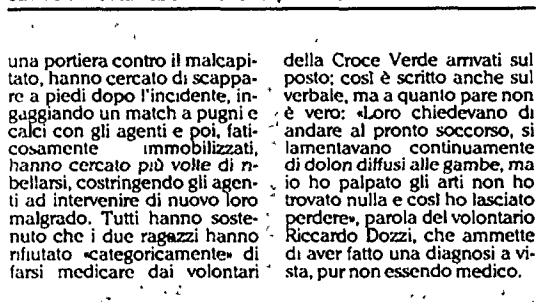 una portiera contro il malcapi-
tato, hanno cercato di scappa-
re a piedi dopo l'incidente, in-
gaggiando un match a pugni e
calci con gli agenti e poi, fati-
cosamente immobilizzati,
hanno cercato più volte di ri-
bellarsi, costringendo gli agen-
ti ad intervenire di nuovo loro
malgrado. Tutti hanno soste-
nuto che i due ragazzi hanno
rifiutato «categoricamente» di
farsi medicare dai volontari
della Croce Verde arrivati sul
posto; così è scritto anche sul
verbale, ma a quanto pare non
è vero: «Loro chiedevano di
andare al pronto soccorso, si
lamentavano continuamente
di dolori diffusi alle gambe, ma
io ho palpato gli arti non ho
trovato nulla e così ho lasciato
perdere», parola del volontario
Riccardo Dozzi, che ammette
di aver fatto una diagnosi a vi-
sta, pur non essendo medico.